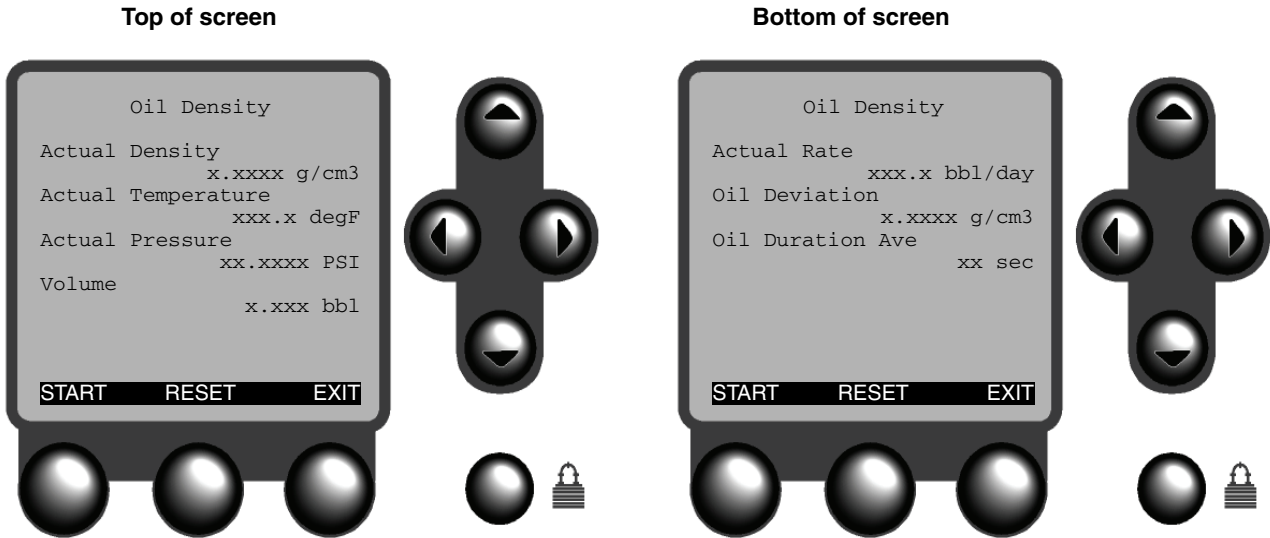 Top of screen
Oil Density
Actual Density
x.xxxx g/cm3
Actual Temperature
xxx.x degF
Actual Pressure
xx.xxxx PSI
Volume
x.xxx bbl
START RESET EXIT
Bottom of screen
Oil Density
Actual Rate
xxx.x bbl/day
Oil Deviation
x.xxxx g/cm3
Oil Duration Ave
xx sec
START RESET EXIT